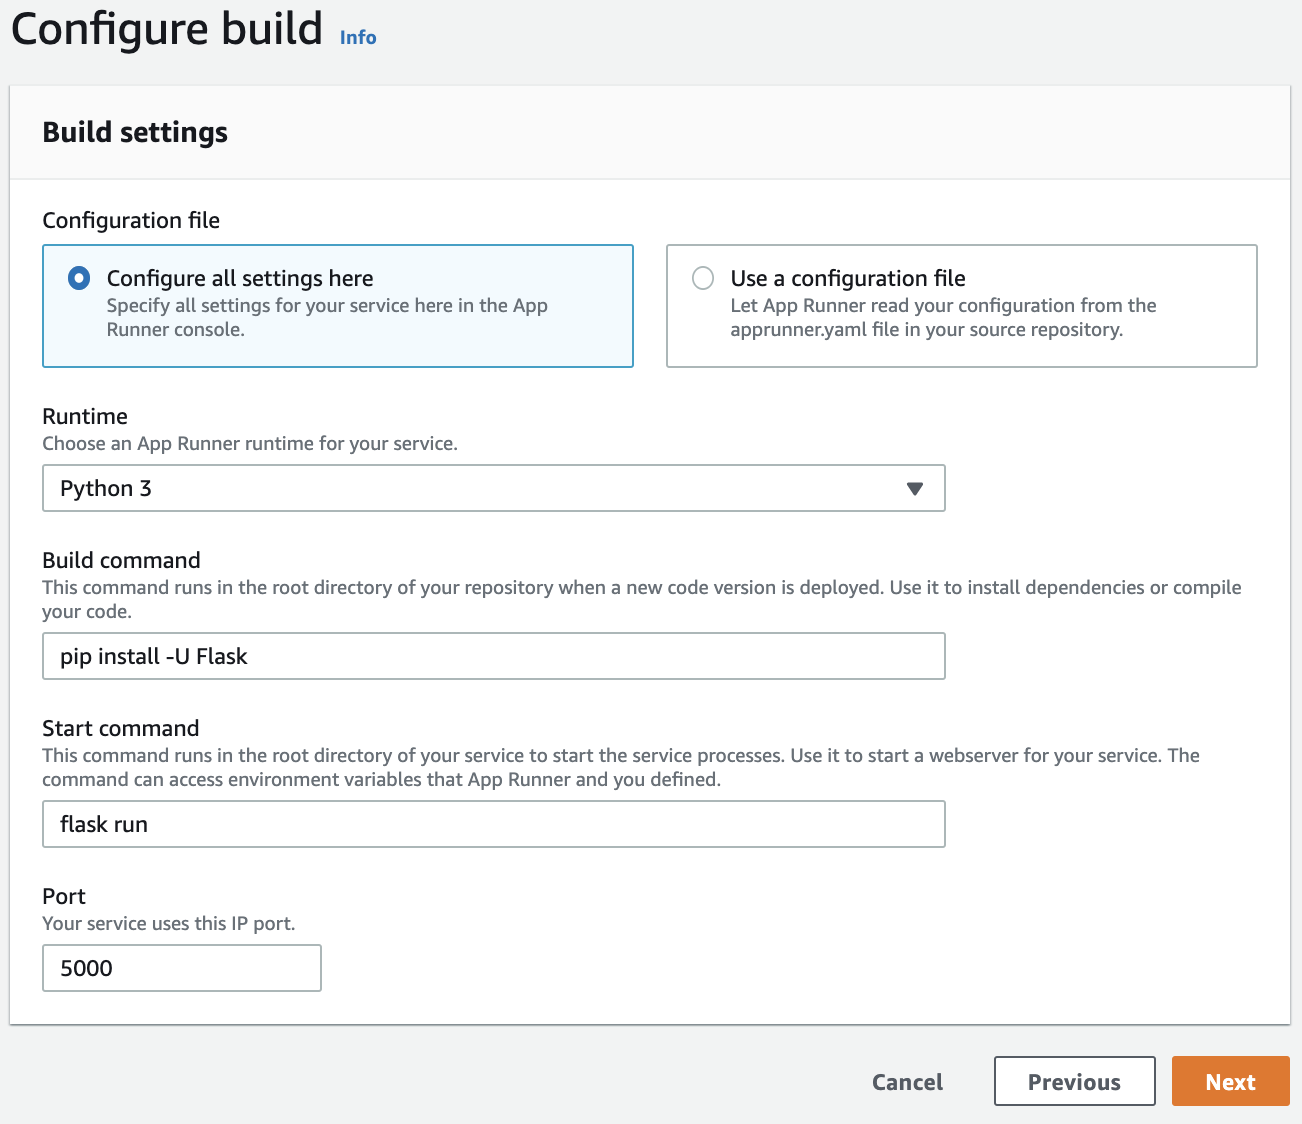 Configure build Info
Build settings
Configuration file
Configure all settings here
Specify all settings for your service here in the App
Runner console.
Use a configuration file
Let App Runner read your configuration from the
apprunner.yaml file in your source repository.
Runtime
Choose an App Runner runtime for your service.
Python 3
Build command
This command runs in the root directory of your repository when a new code version is deployed. Use it to install dependencies or compile
your code.
pip install -U Flask
Start command
This command runs in the root directory of your service to start the service processes. Use it to start a webserver for your service. The
command can access environment variables that App Runner and you defined.
flask run
Port
Your service uses this IP port.
5000
Cancel
Previous
Next